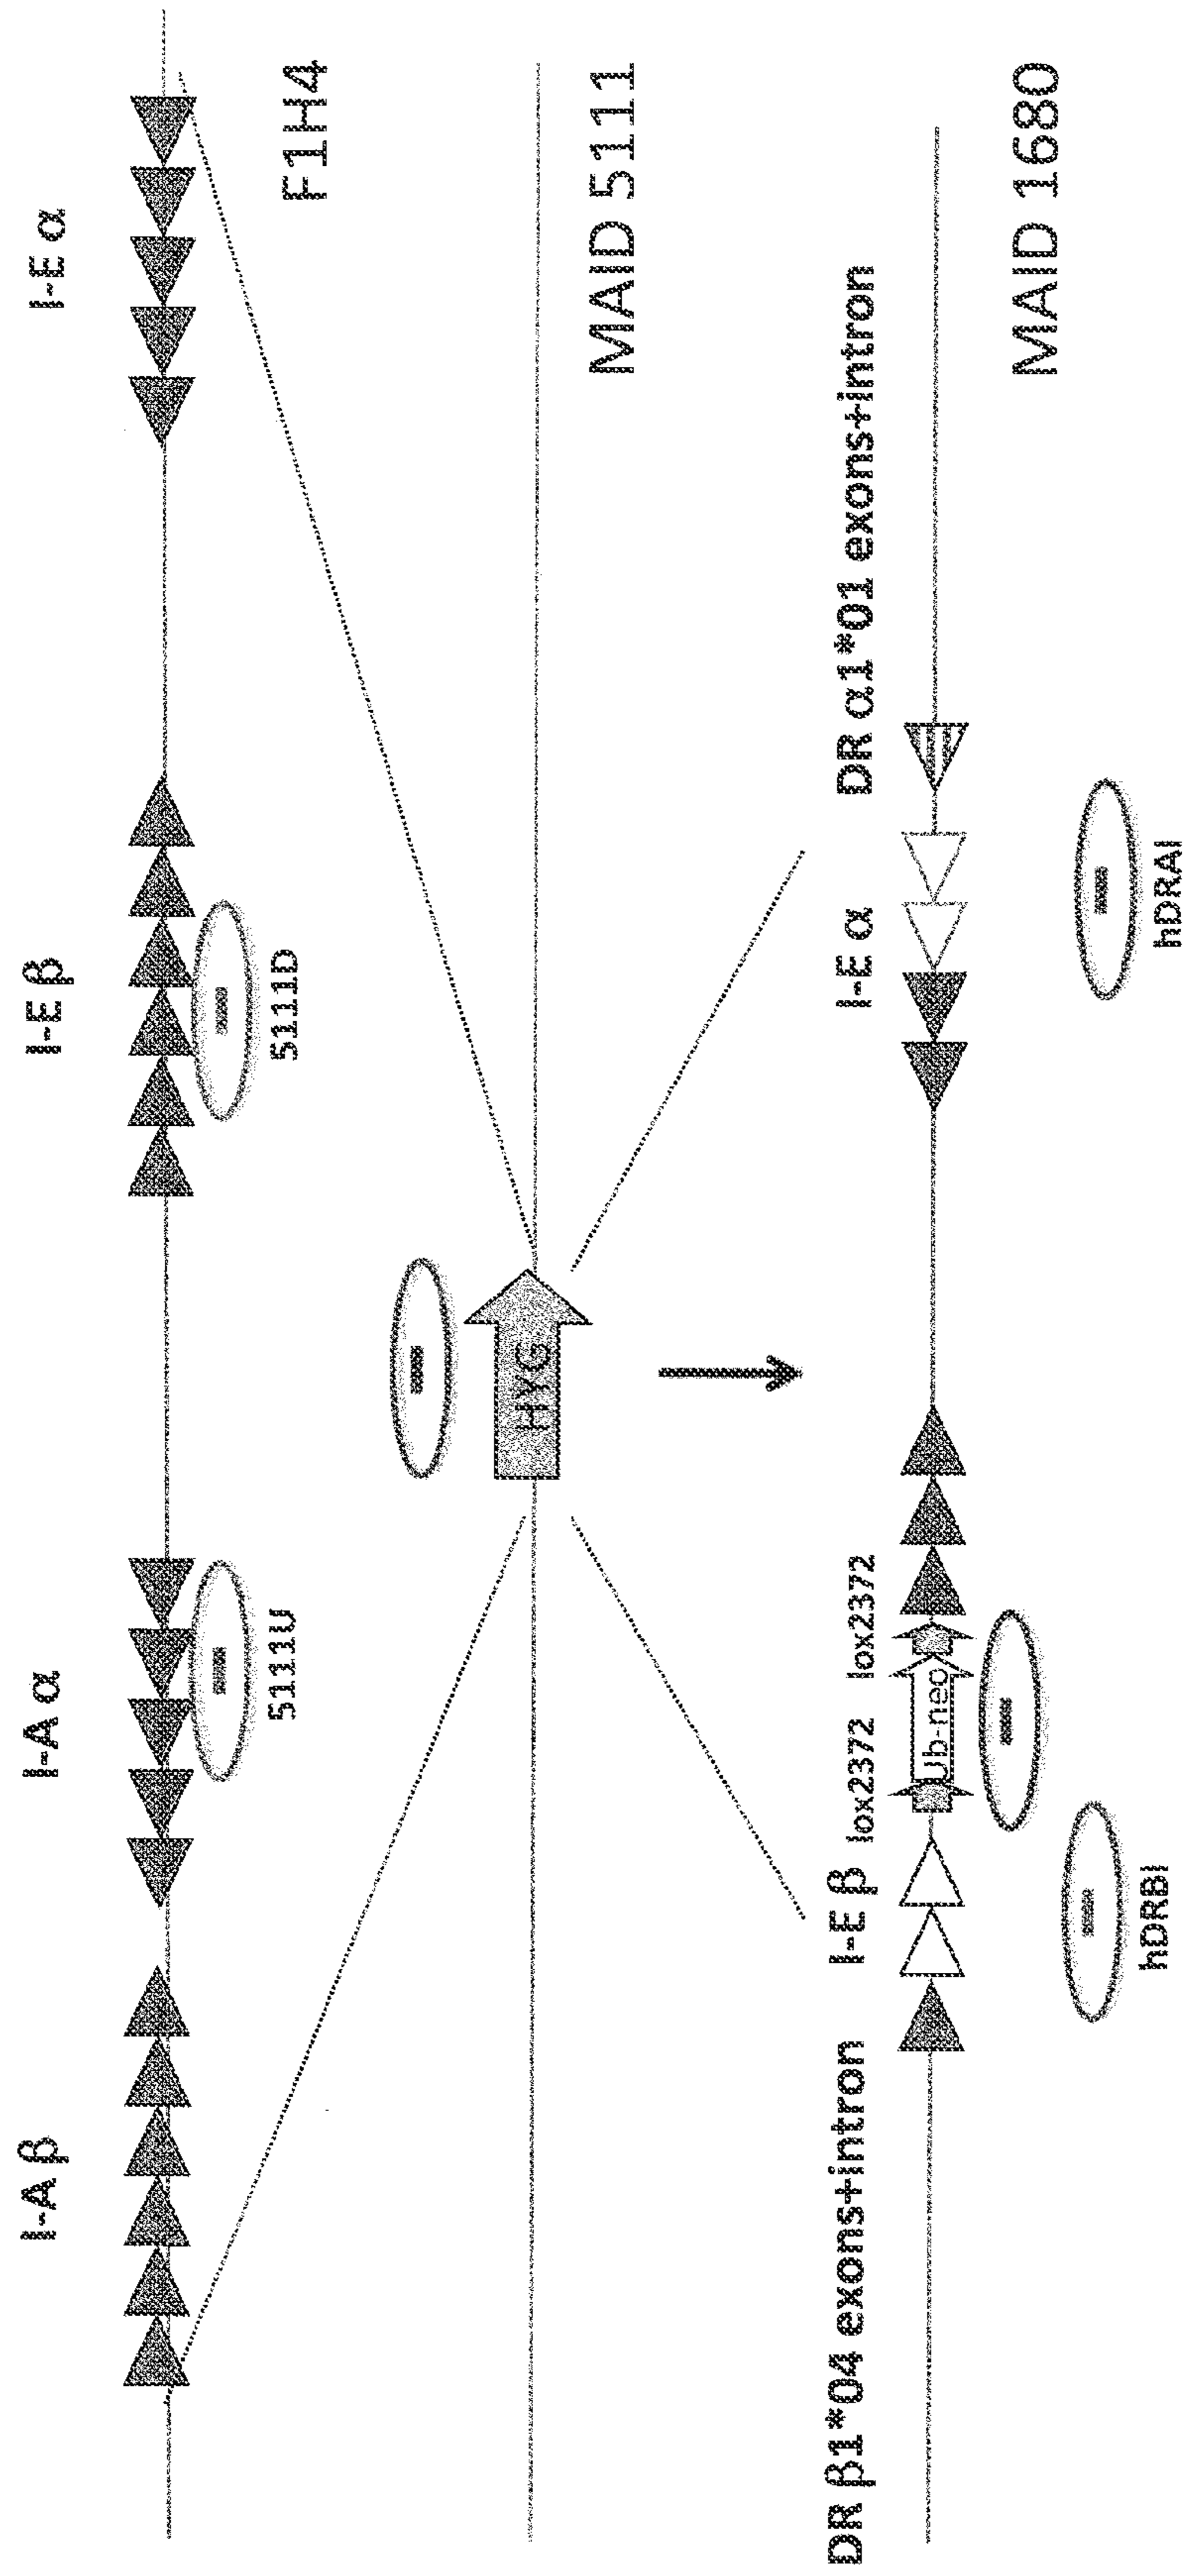 I-A β
I-A α
I-E β
I-E α
5111U
5111D
F1H4
HYG
MAID 5111
DR β1*04 exons+intron
I-E β
lox2372
lox2372
I-E α
DR α1*01 exons+intron
Ub-neo
MAID 1680
hDRBI
hDRAI